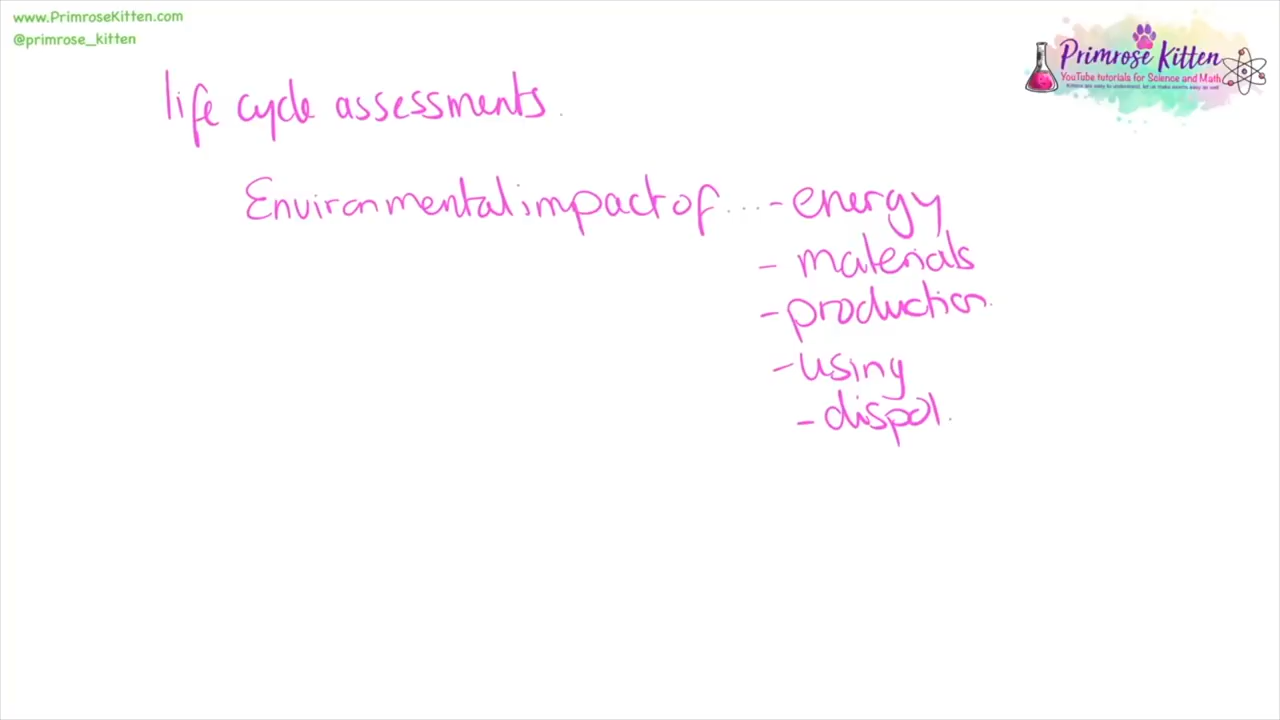 www.PrimroseKitten.com
@primrose_kitten
Primrose Kitten
YouTube tutorials for Science and Math
life cycle assessments
Environmental impact of ... - energy
- materials
- production
- using
- dispol